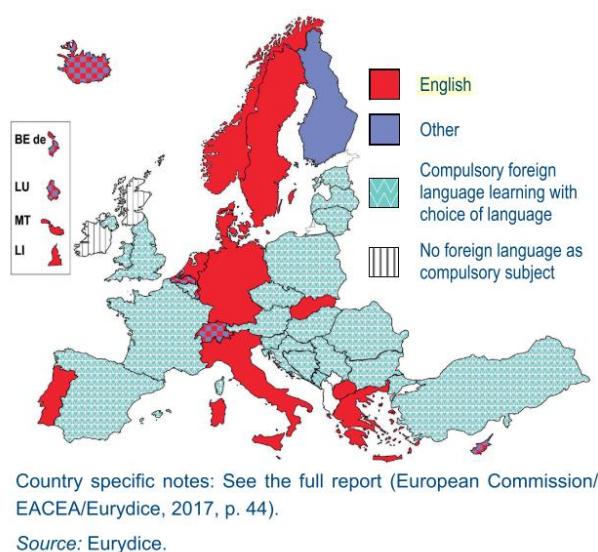 English
Other
Compulsory foreign
language learning with
choice of language
No foreign language as
compulsory subject
BE de
LU
MT
LI
Country specific notes: See the full report (European Commission/
EACEA/Eurydice, 2017, p. 44).
Source: Eurydice.